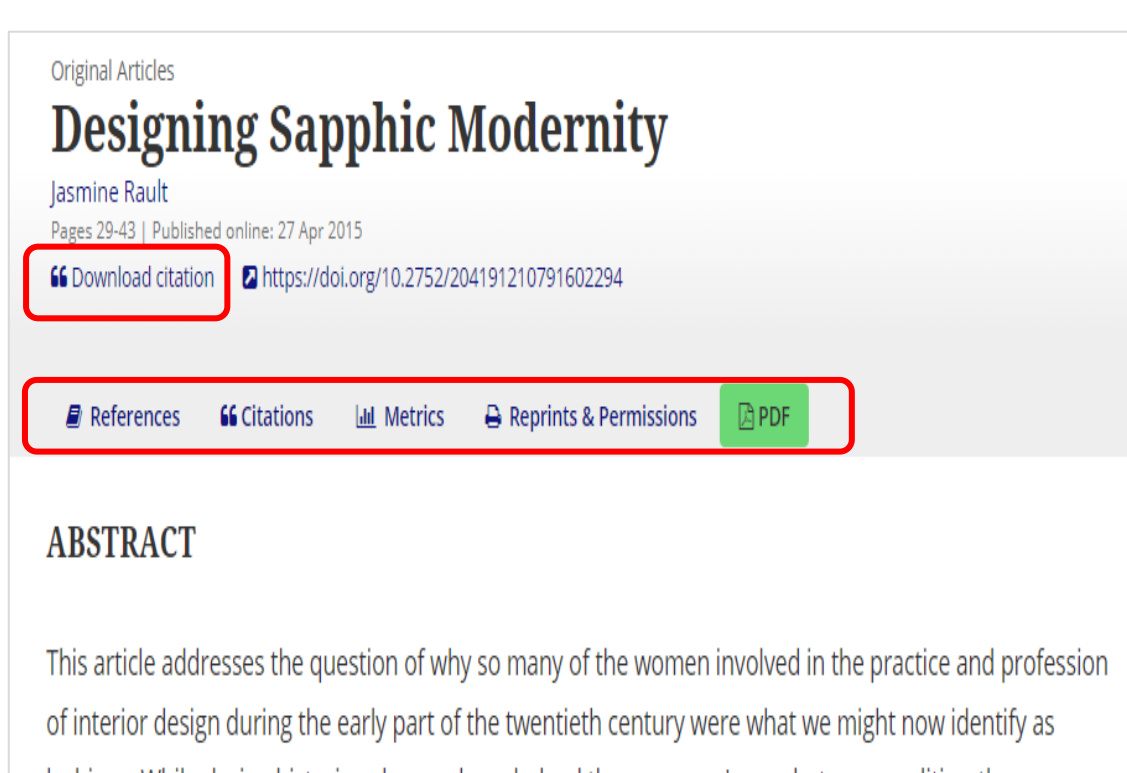 Original Articles
Designing Sapphic Modernity
Jasmine Rault
Pages 29-43 | Published online: 27 Apr 2015
Download citation https://doi.org/10.2752/204191210791602294
References Citations Metrics Reprints & Permissions PDF
ABSTRACT
This article addresses the question of why so many of the women involved in the practice and profession
of interior design during the early part of the twentieth century were what we might now identify as